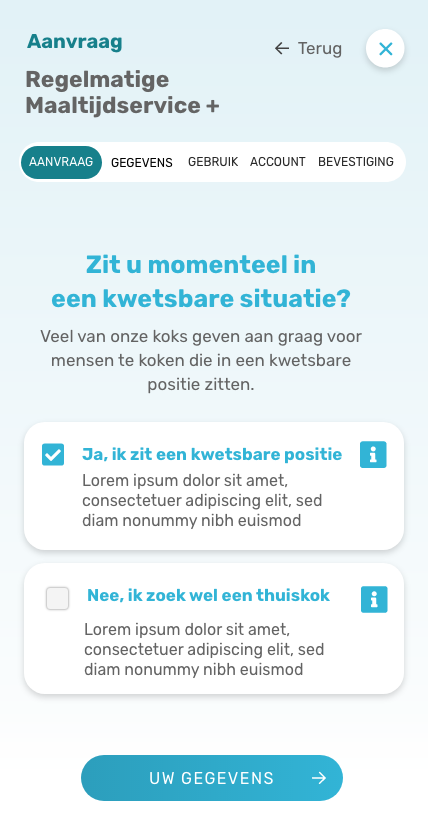 Aanvraag
← Terug
Regelmatige
Maaltijdservice +
AANVRAAG GEGEVENS GEBRUIK ACCOUNT BEVESTIGING
Zit u momenteel in
een kwetsbare situatie?
Veel van onze koks geven aan graag voor
mensen te koken die in een kwetsbare
positie zitten.
Ja, ik zit een kwetsbare positie
Lorem ipsum dolor sit amet,
consectetuer adipiscing elit, sed
diam nonummy nibh euismod
Nee, ik zoek wel een thuiskok
Lorem ipsum dolor sit amet,
consectetuer adipiscing elit, sed
diam nonummy nibh euismod
UW GEGEVENS →